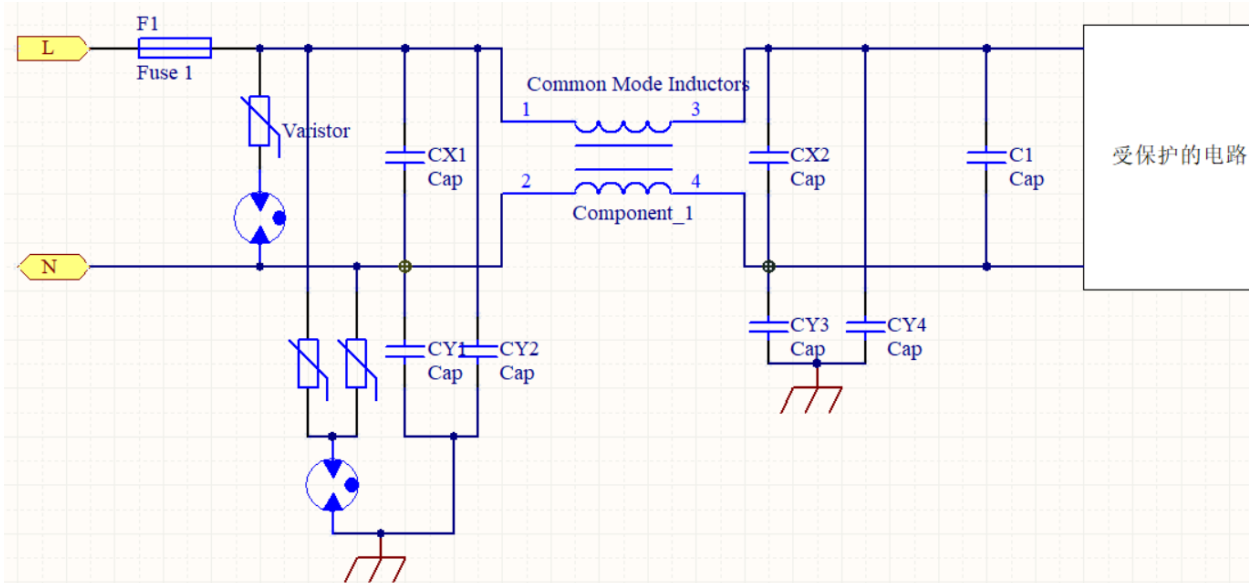 F1
L
Fuse 1
Common Mode Inductors
1
3
Varistor
CX1
Cap
CX2
Cap
C1
Cap
受保护的电路
2
4
Component_1
N
CY1
Cap
CY2
Cap
CY3
Cap
CY4
Cap